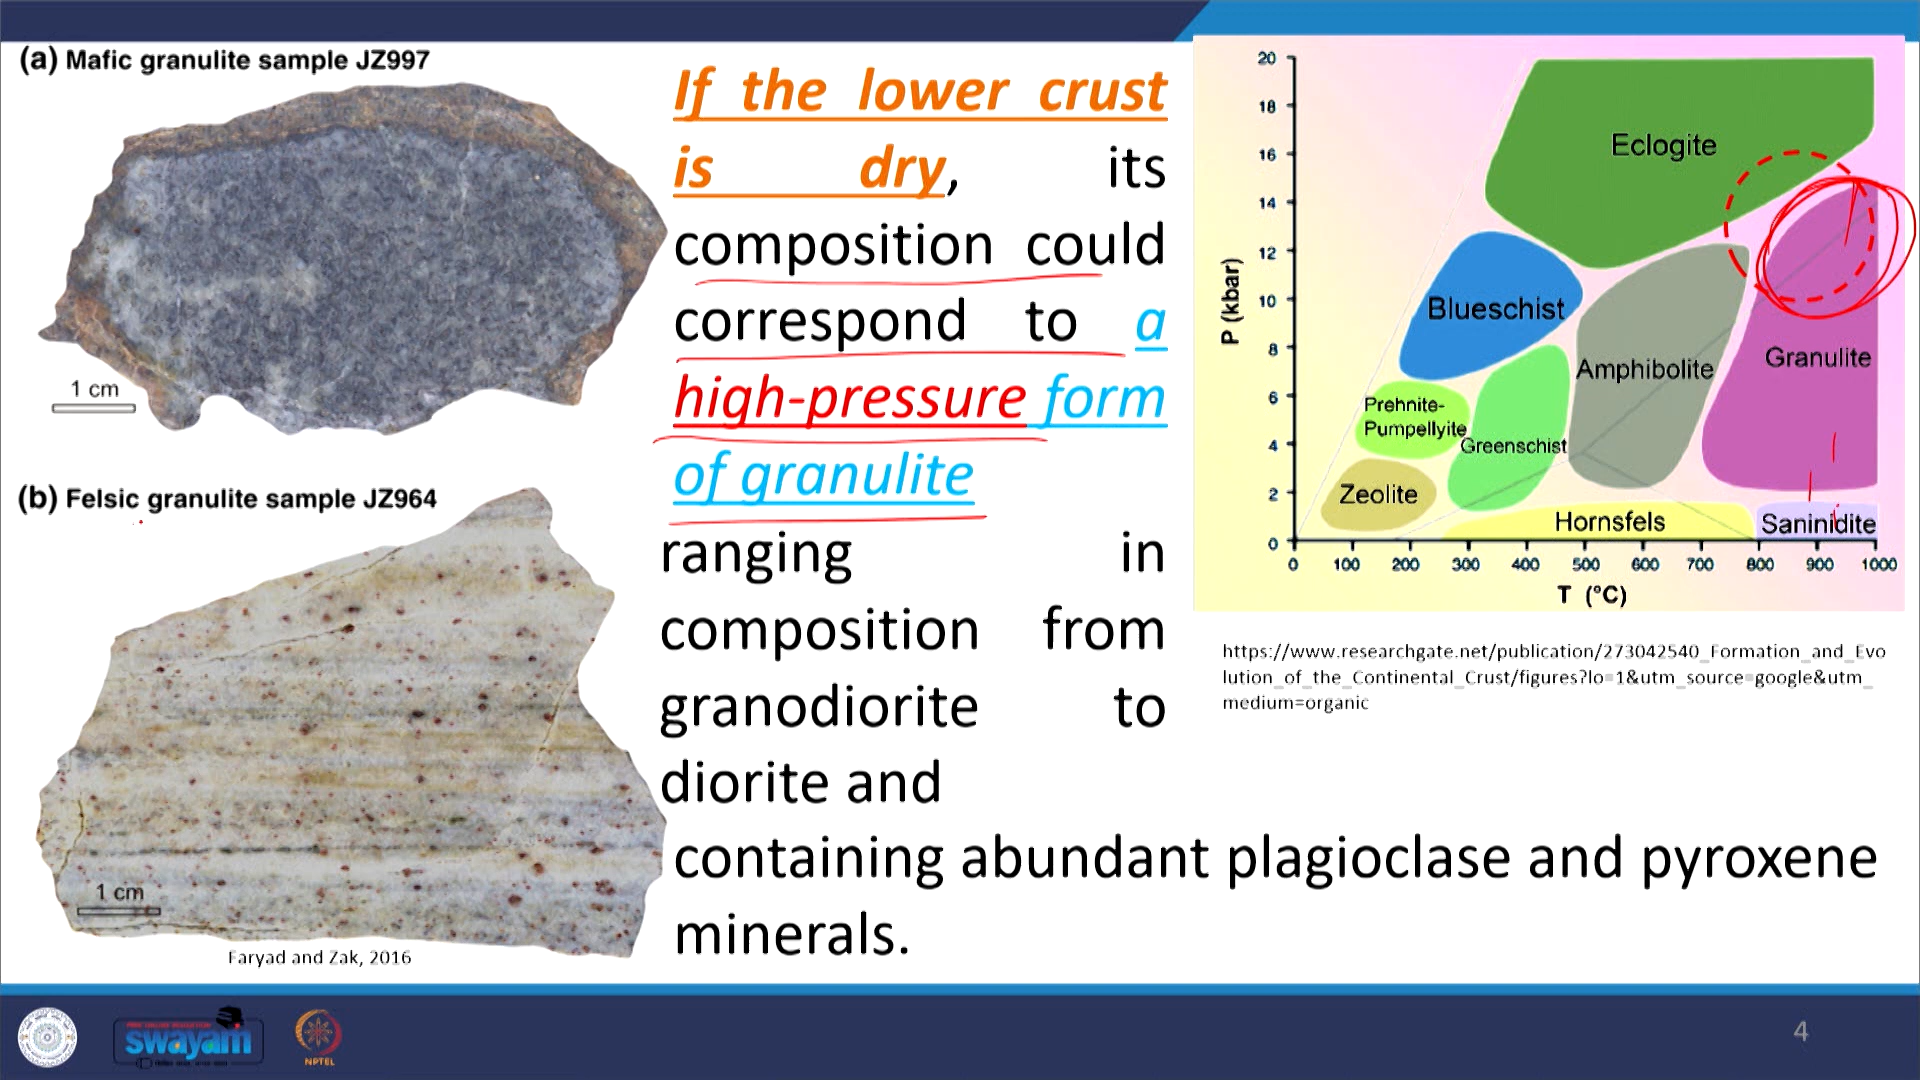 (a) Mafic granulite sample JZ997
1 cm
(b) Felsic granulite sample JZ964
1 cm
Faryad and Zak, 2016
If the lower crust
is dry, its
composition could
correspond to a
high-pressure form
of granulite
ranging in
composition from
granodiorite to
diorite and
containing abundant plagioclase and pyroxene
minerals.
P (kbar)
20
18
16
14
12
10
8
6
4
2
0
Eclogite
Blueschist
Amphibolite
Granulite
Prehnite-
Pumpellyite
Greenschist
Zeolite
Hornsfels
Saninidite
0 100 200 300 400 500 600 700 800 900 1000
T (°C)
https://www.researchgate.net/publication/273042540_Formation_and_Evo
lution_of_the_Continental_Crust/figures?lo=1&utm_source=google&utm_
medium=organic
swayam
NPTEL
4